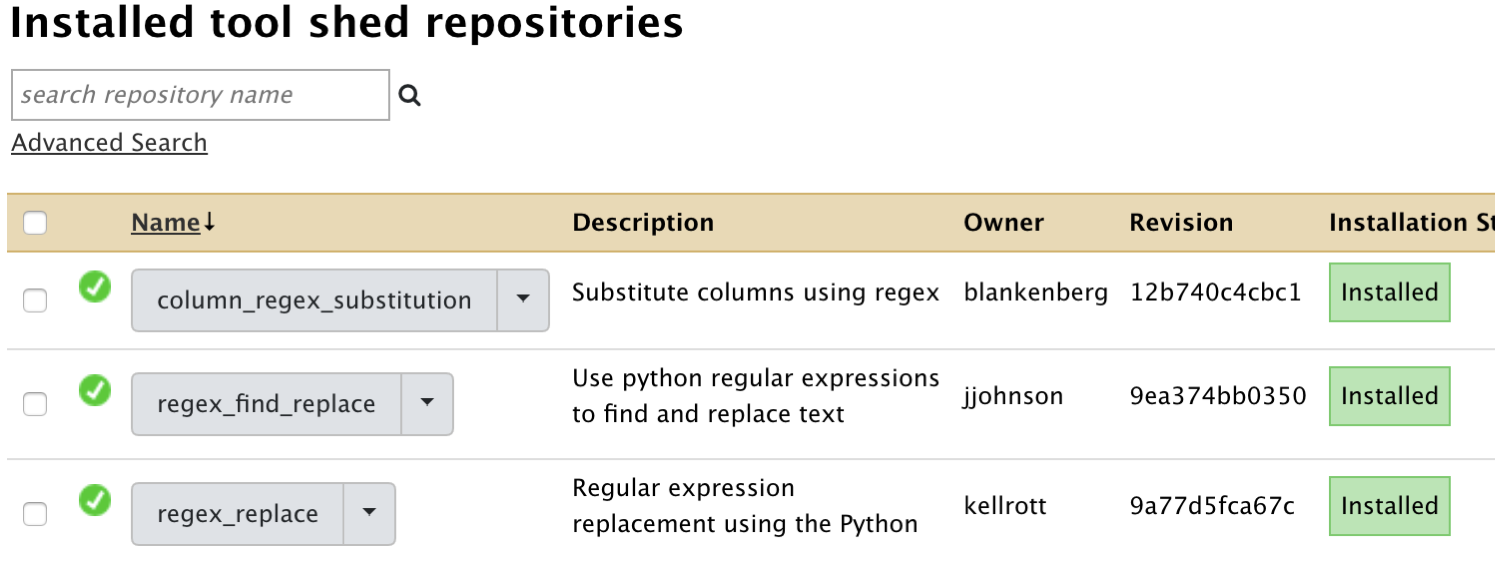 Installed tool shed repositories
search repository name
Advanced Search
Name↓ Description Owner Revision Installation St
column_regex_substitution Substitute columns using regex blankenberg 12b740c4cbc1 Installed
regex_find_replace Use python regular expressions to find and replace text jjohnson 9ea374bb0350 Installed
regex_replace Regular expression replacement using the Python kellrott 9a77d5fca67c Installed